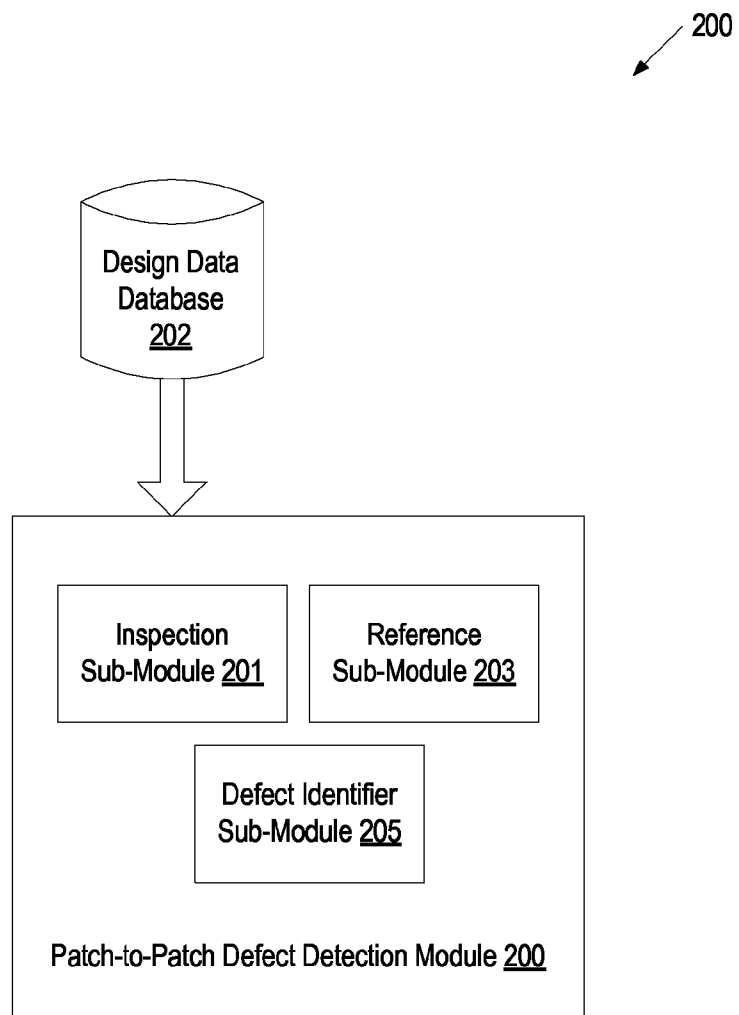 200
Design Data
Database
202
Inspection
Sub-Module 201
Reference
Sub-Module 203
Defect Identifier
Sub-Module 205
Patch-to-Patch Defect Detection Module 200